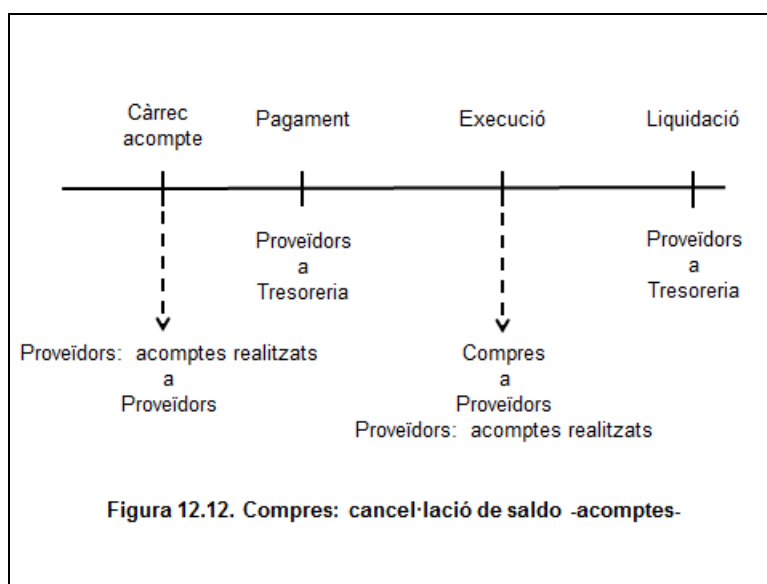 Càrrec
acompte
Pagament
Execució
Liquidació
Proveïdors
a
Tresoreria
Proveïdors
a
Tresoreria
Proveïdors: acomptes realitzats
a
Proveïdors
Compres
a
Proveïdors
Proveïdors: acomptes realitzats
Figura 12.12. Compres: cancel·lació de saldo -acomptes-